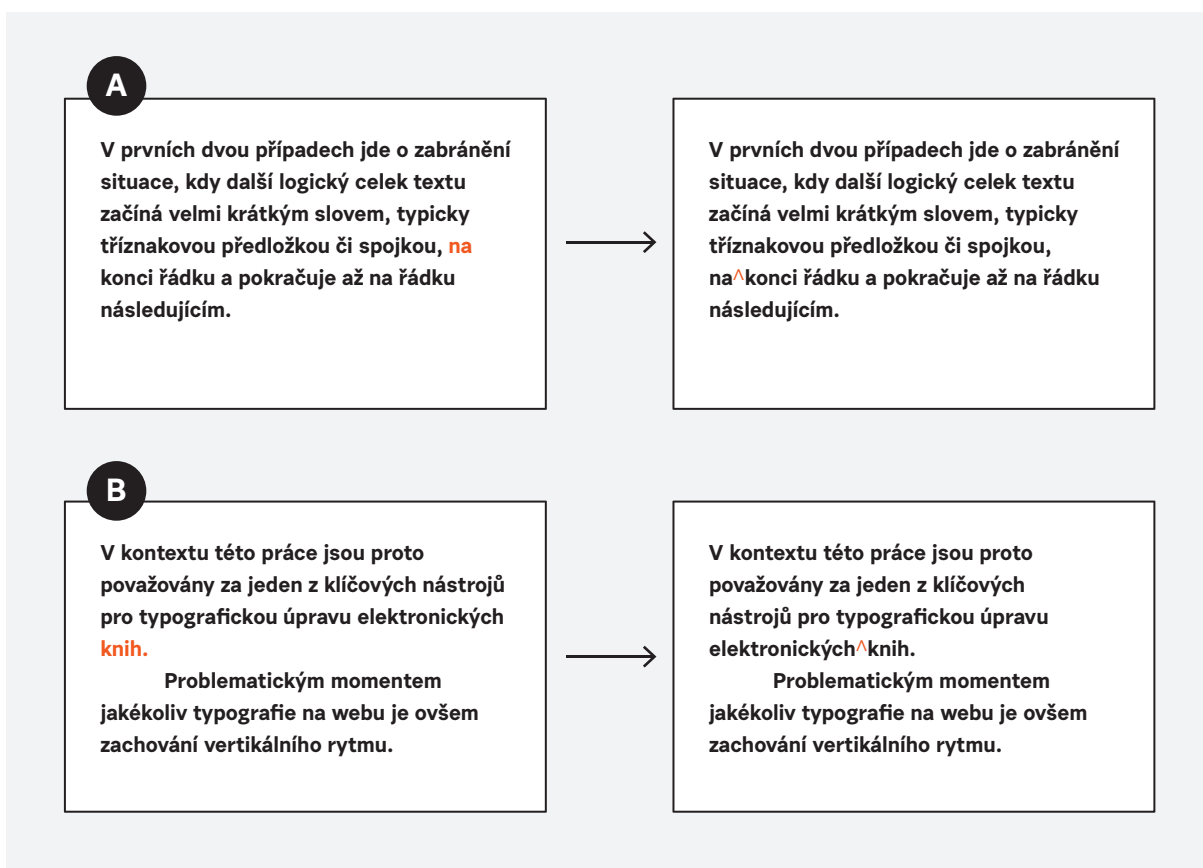 A
V prvních dvou případech jde o zabránění
situace, kdy další logický celek textu
začíná velmi krátkým slovem, typicky
tříznakovou předložkou či spojkou, na
konci řádku a pokračuje až na řádku
následujícím.
V prvních dvou případech jde o zabránění
situace, kdy další logický celek textu
začíná velmi krátkým slovem, typicky
tříznakovou předložkou či spojkou,
na^konci řádku a pokračuje až na řádku
následujícím.
B
V kontextu této práce jsou proto
považovány za jeden z klíčových nástrojů
pro typografickou úpravu elektronických
knih.
Problematickým momentem
jakékoliv typografie na webu je ovšem
zachování vertikálního rytmu.
V kontextu této práce jsou proto
považovány za jeden z klíčových
nástrojů pro typografickou úpravu
elektronických^knih.
Problematickým momentem
jakékoliv typografie na webu je ovšem
zachování vertikálního rytmu.